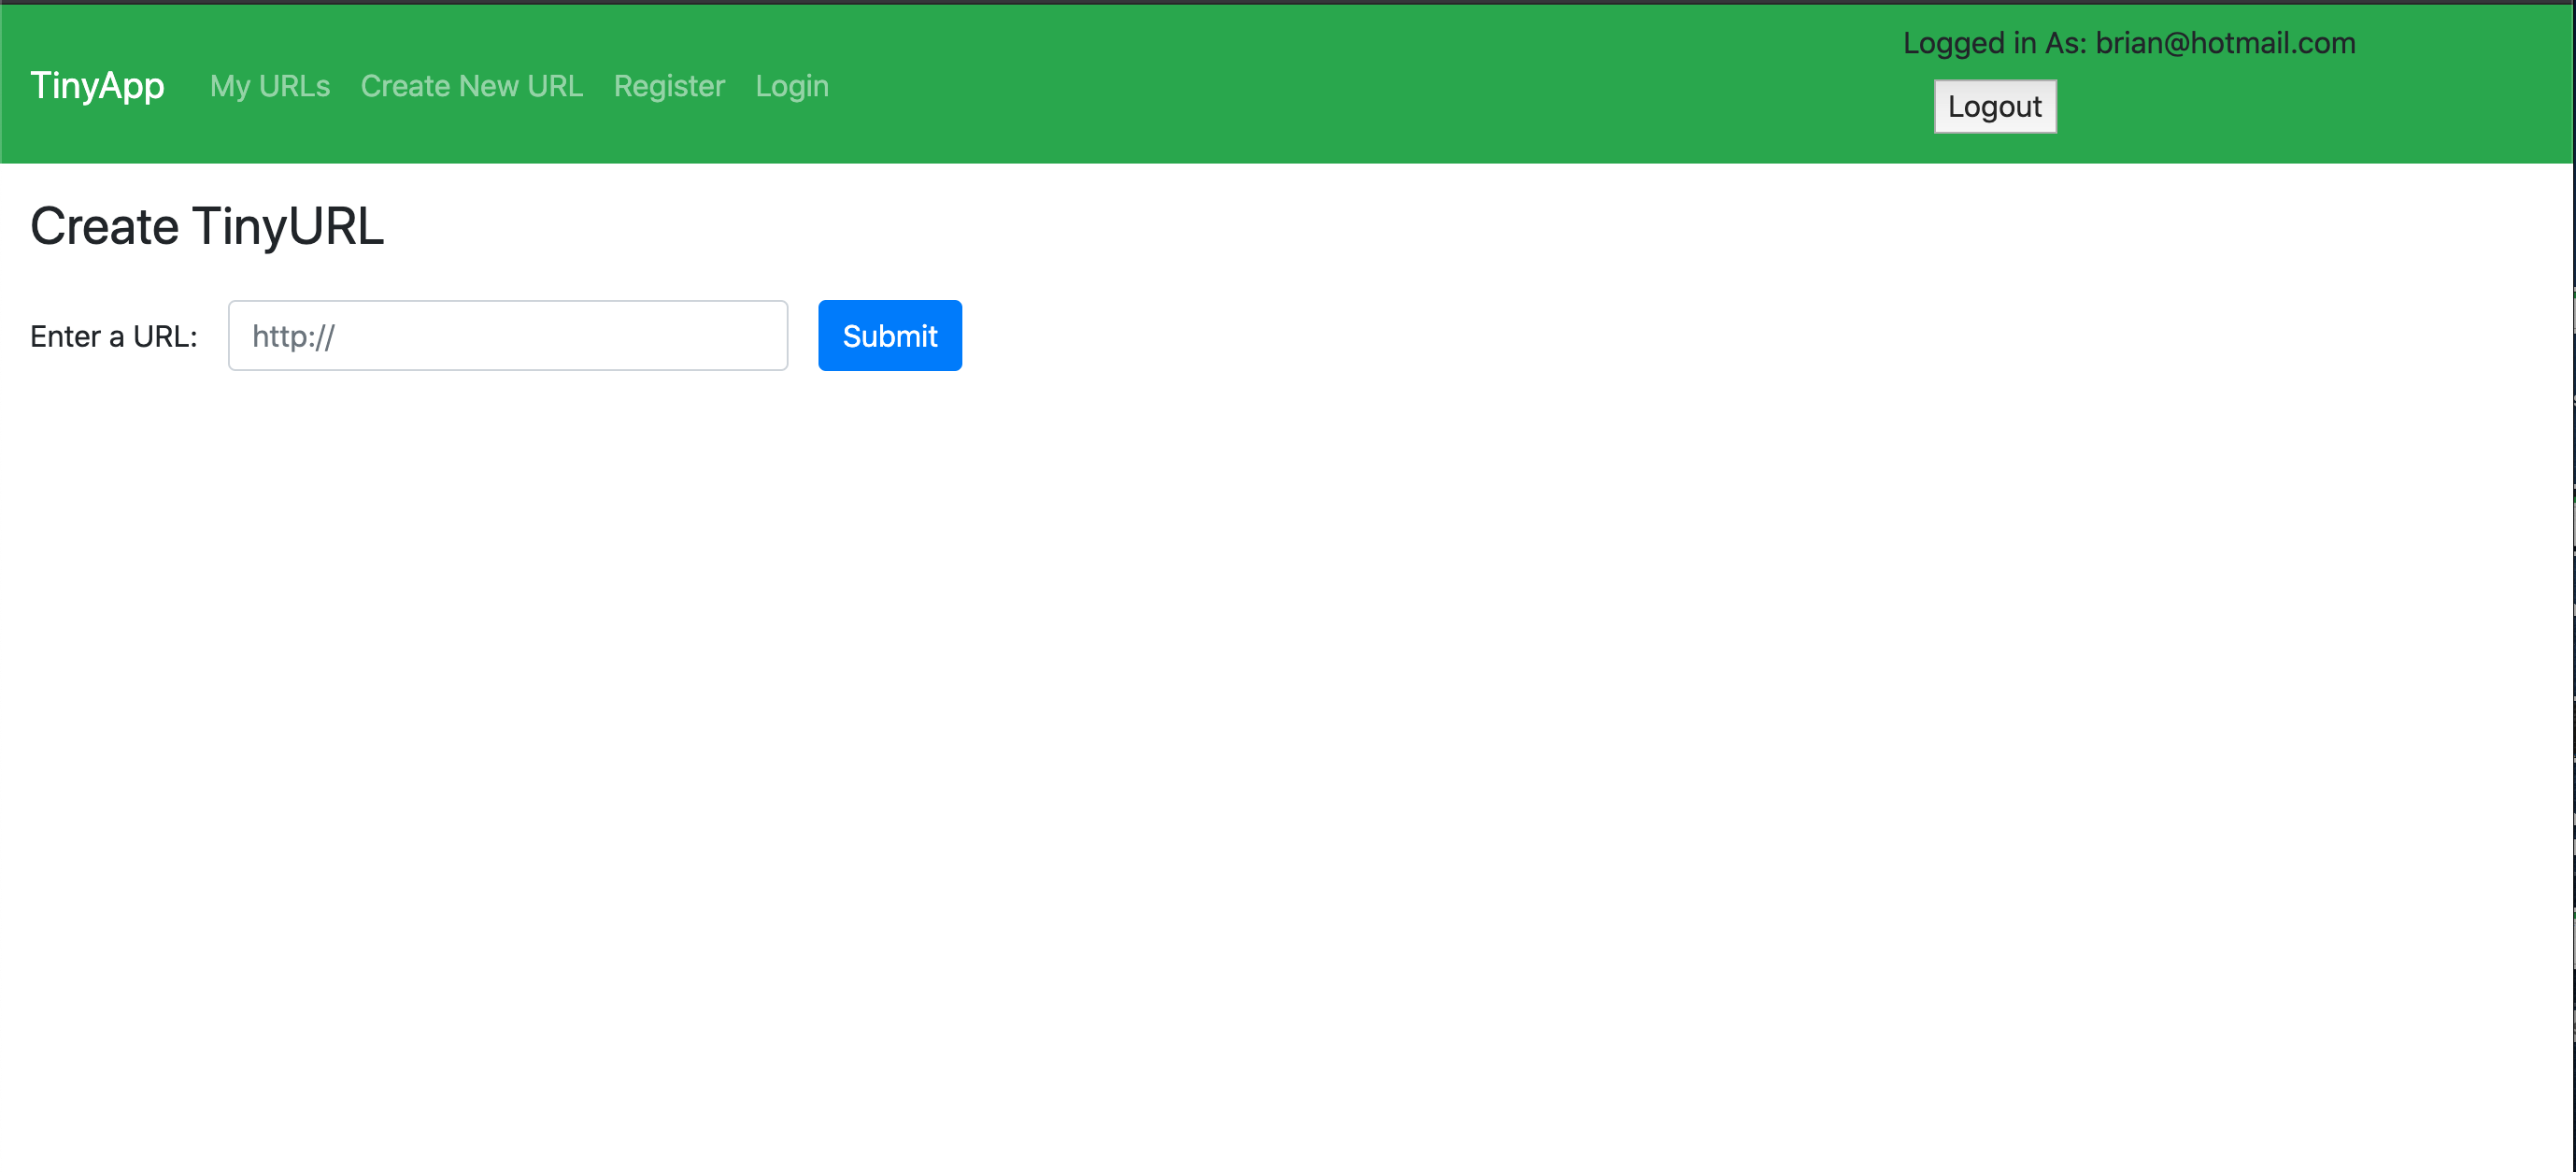 Logged in As: brian@hotmail.com
TinyApp My URLs Create New URL Register Login
Logout
Create TinyURL
Enter a URL: http:// Submit